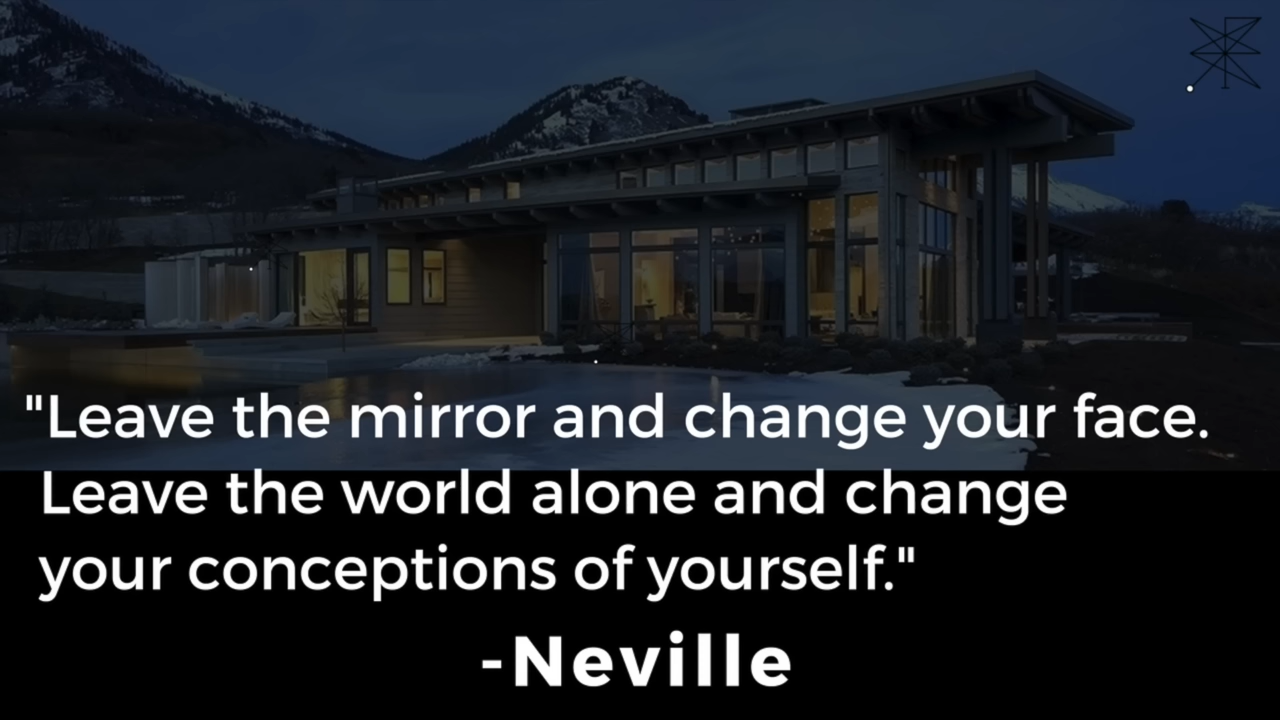 "Leave the mirror and change your face.
Leave the world alone and change
your conceptions of yourself."
-Neville